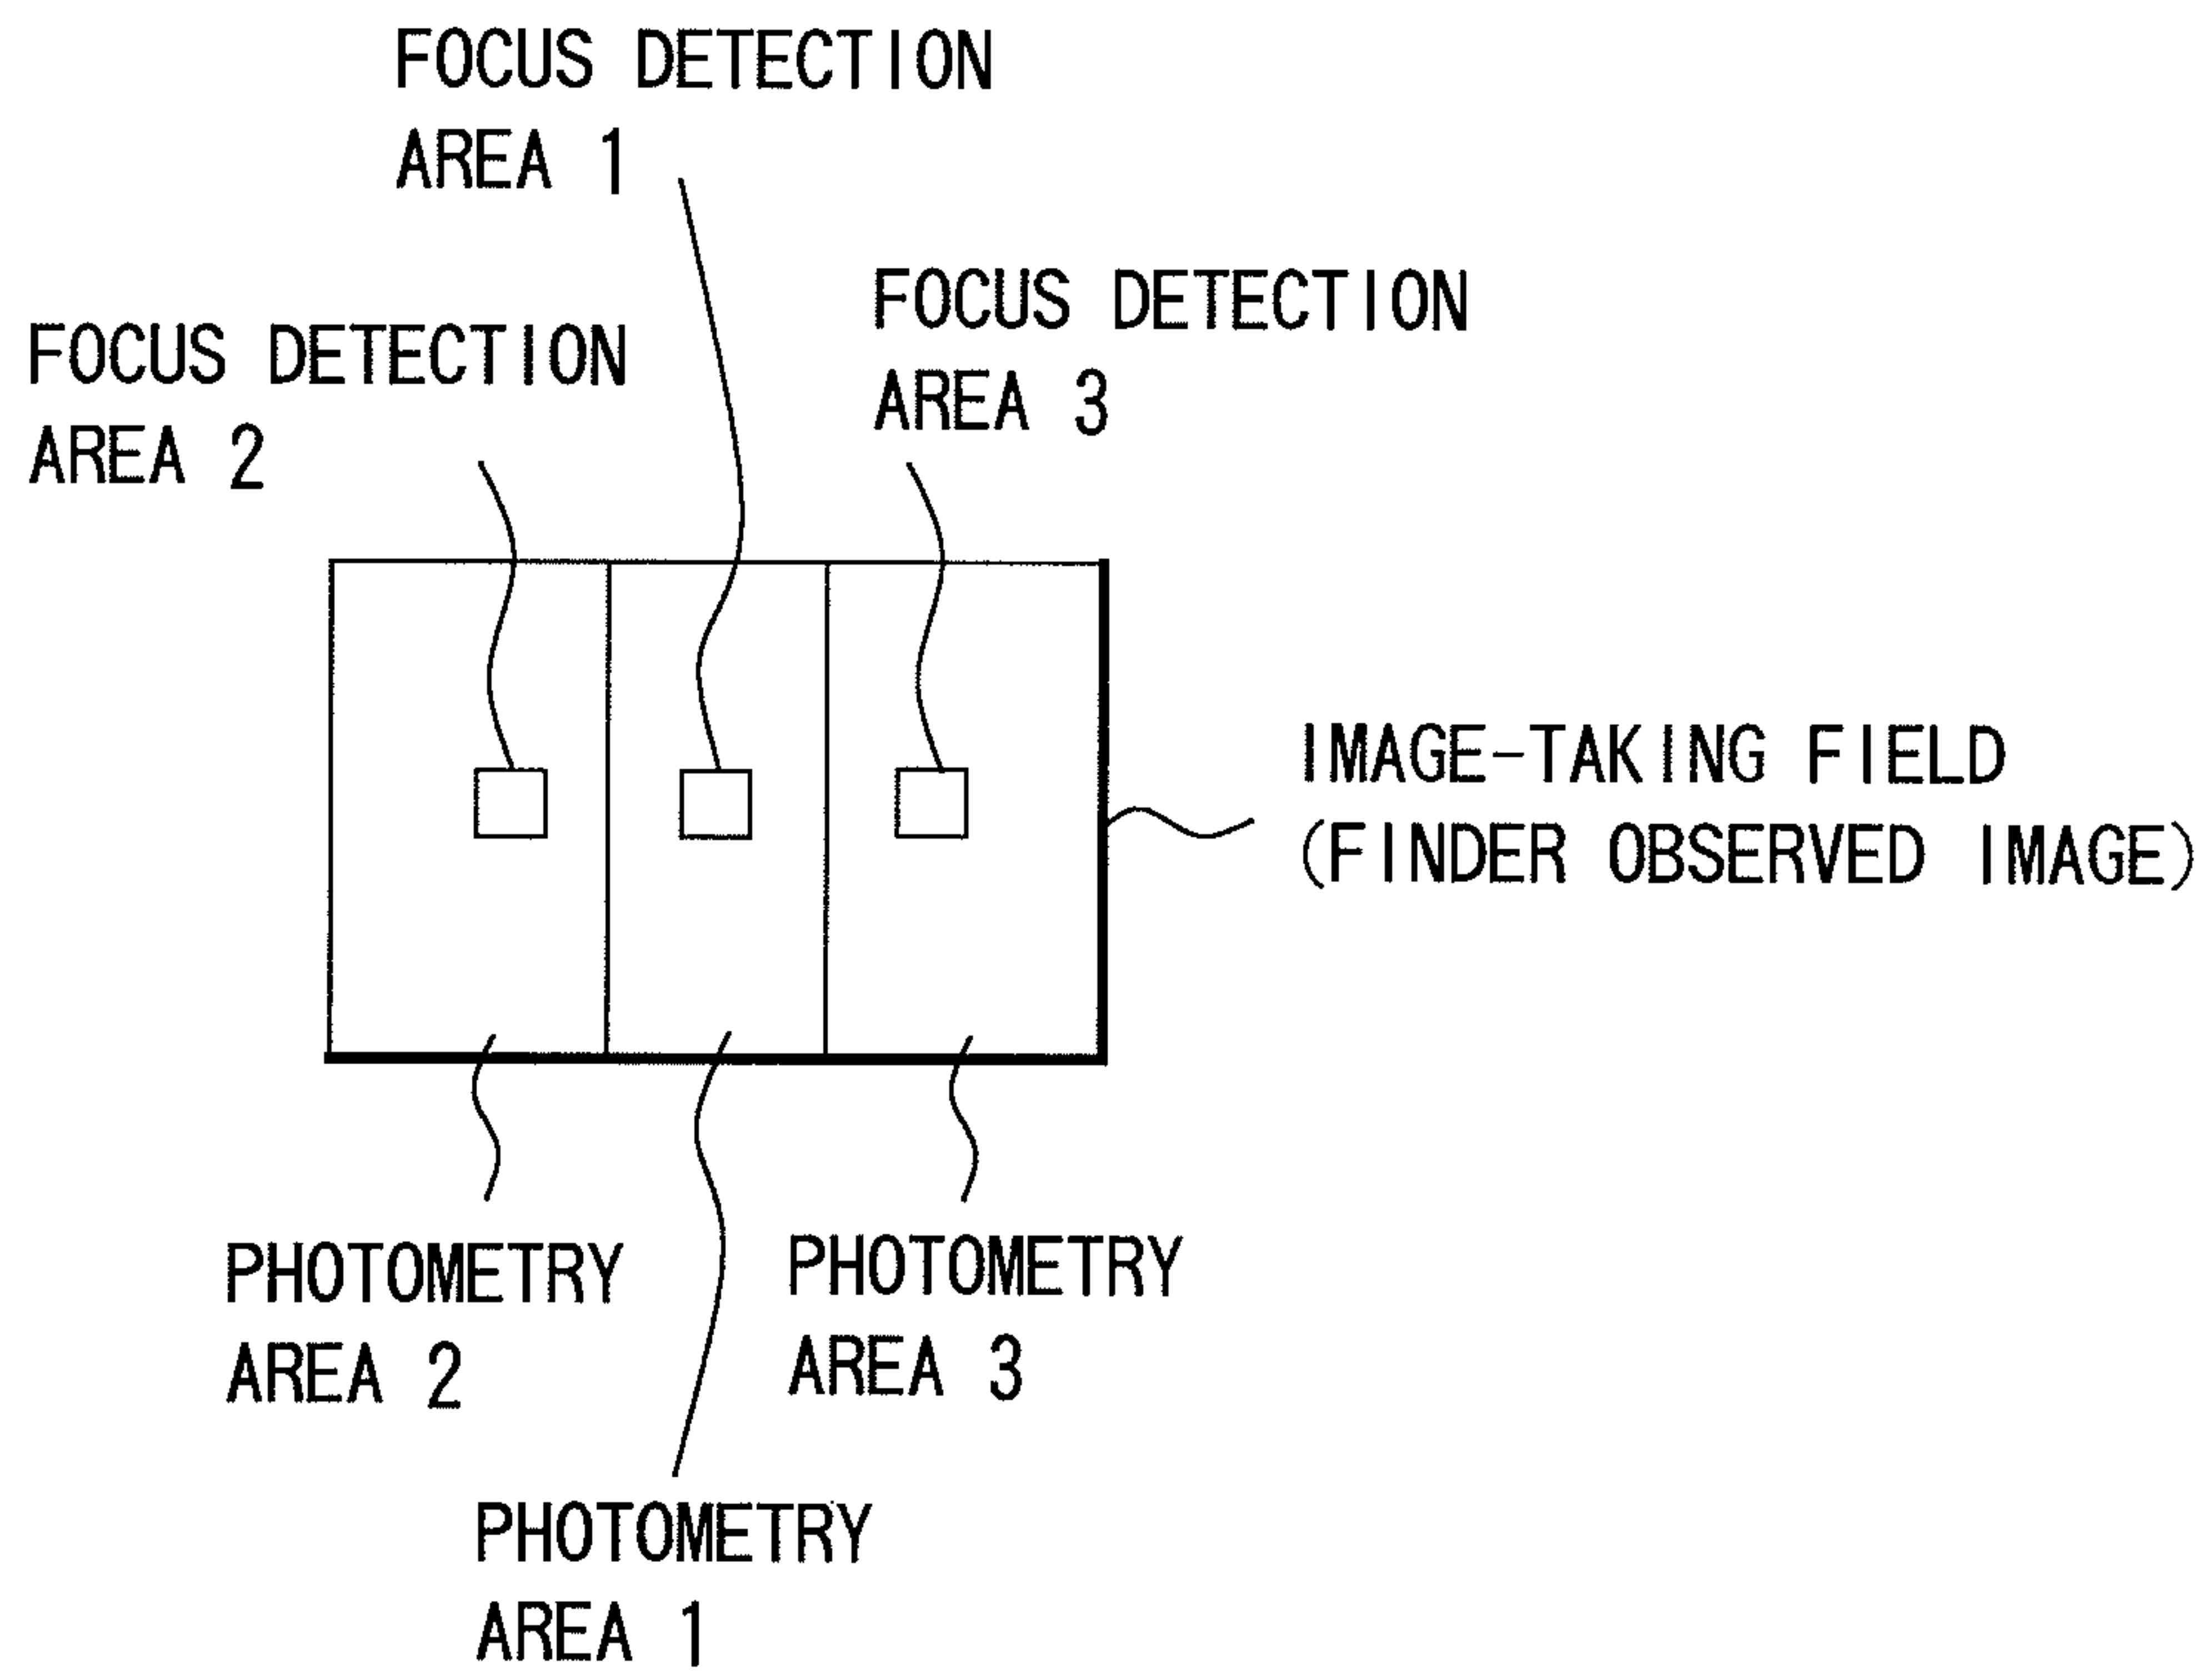 FOCUS DETECTION
AREA 1
FOCUS DETECTION
AREA 3
FOCUS DETECTION
AREA 2
IMAGE-TAKING FIELD
(FINDER OBSERVED IMAGE)
PHOTOMETRY
AREA 2
PHOTOMETRY
AREA 3
PHOTOMETRY
AREA 1